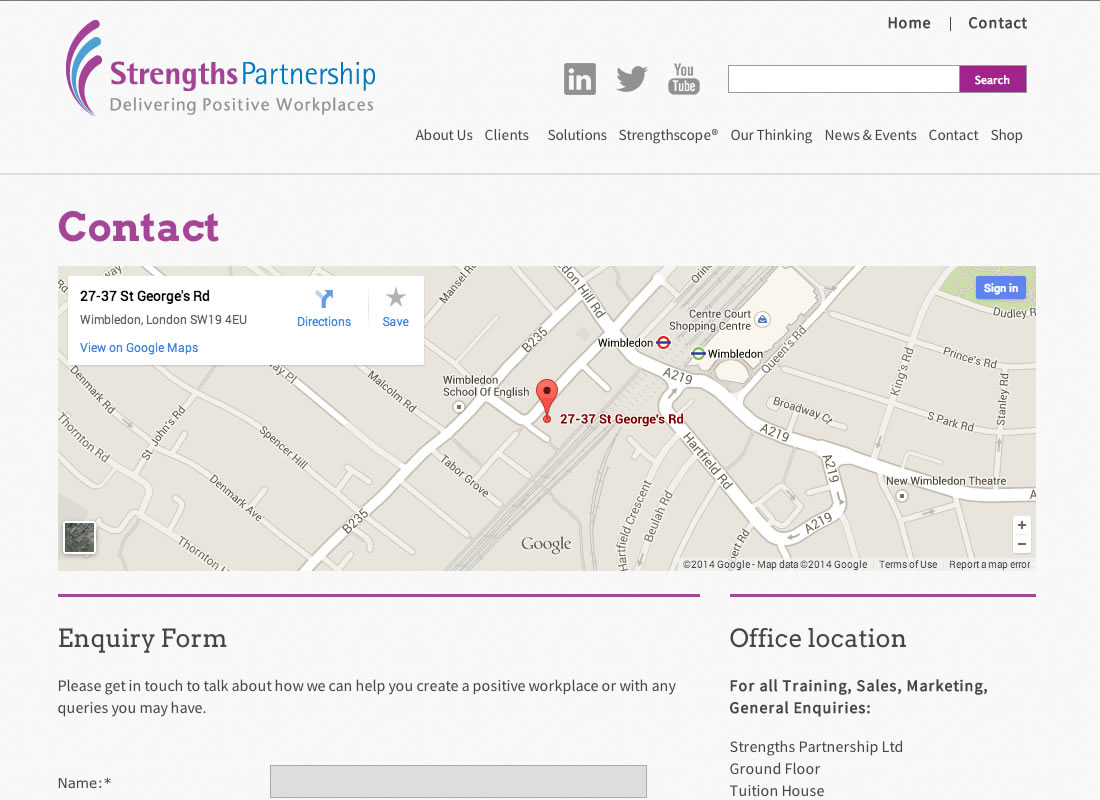 Home | Contact
Strengths Partnership
Delivering Positive Workplaces
in
You Tube
Search
About Us Clients Solutions Strengthscope® Our Thinking News & Events Contact Shop
Contact
27-37 St George's Rd
Wimbledon, London SW19 4EU
View on Google Maps
Directions
Save
Sign in
Mansel R
B235
Centre Court
Shopping Centre
Wimbledon
Wimbledon
Queen's Rd
Dudley R
Prince's Rd
King's Rd
Stanley Rd
S Park Rd
Broadway Ct
A219
A219
A219
A219
Wimbledon
School Of English
27-37 St George's Rd
Malcolm Rd
Denmark Rd
Thornton Rd
St. John's Rd
Spencer Hill
Tabor Grove
Denmark Ave
B235
Hartfield Rd
Hartfield Crescent
Beulah Rd
New Wimbledon Theatre
Google
©2014 Google - Map data ©2014 Google Terms of Use Report a map error
Enquiry Form
Please get in touch to talk about how we can help you create a positive workplace or with any
queries you may have.
Name:*
Office location
For all Training, Sales, Marketing,
General Enquiries:
Strengths Partnership Ltd
Ground Floor
Tuition House